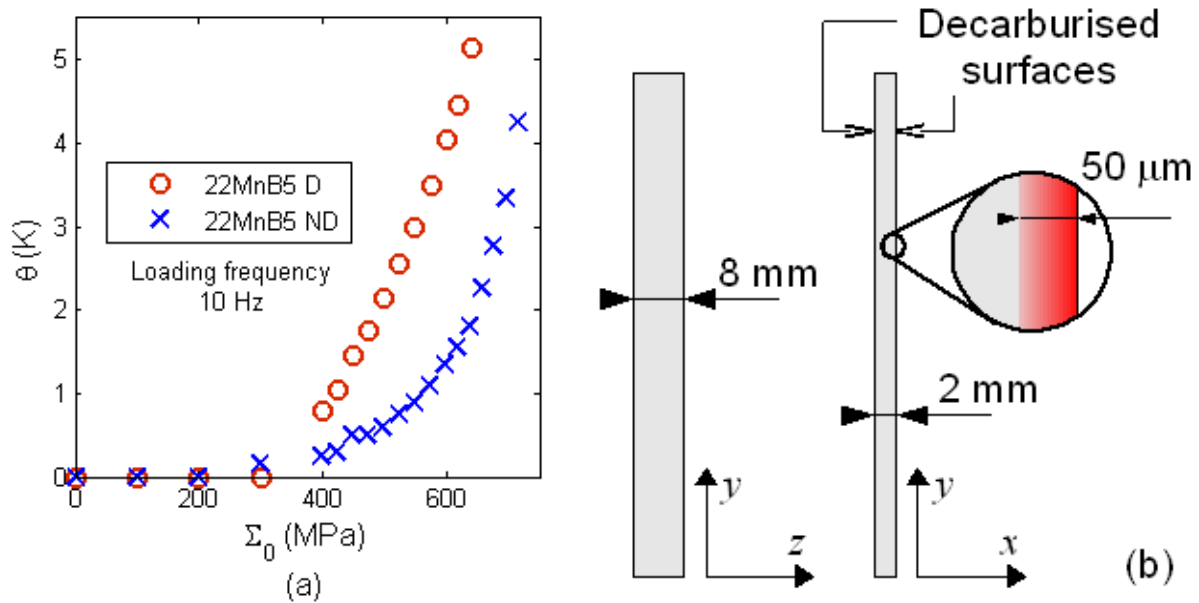 5
4
3
2
1
0
θ (K)
22MnB5 D
22MnB5 ND
Loading frequency
10 Hz
0 200 400 600
Σ₀ (MPa)
(a)
Decarburised
surfaces
50 μm
8 mm
2 mm
y
z
y
x
(b)